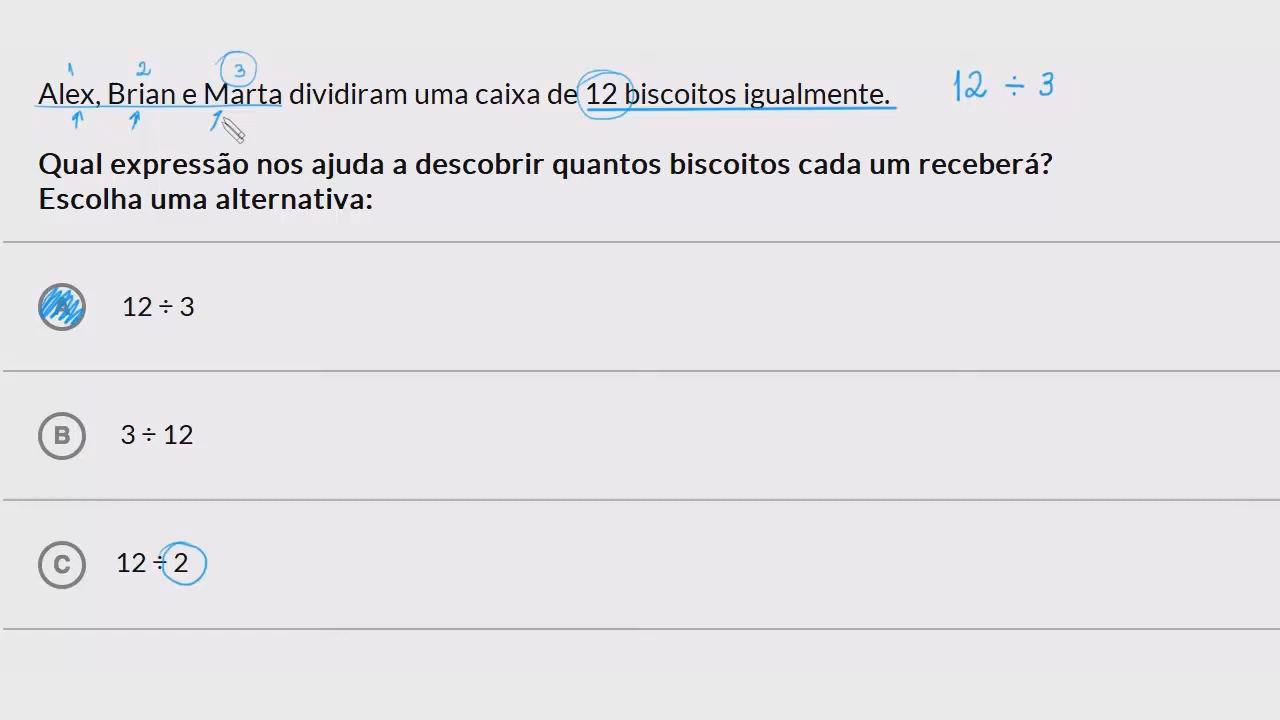 1 2 3
Alex, Brian e Marta dividiram uma caixa de 12 biscoitos igualmente. 12 ÷ 3
Qual expressão nos ajuda a descobrir quantos biscoitos cada um receberá?
Escolha uma alternativa:
A 12 ÷ 3
B 3 ÷ 12
C 12 ÷ 2